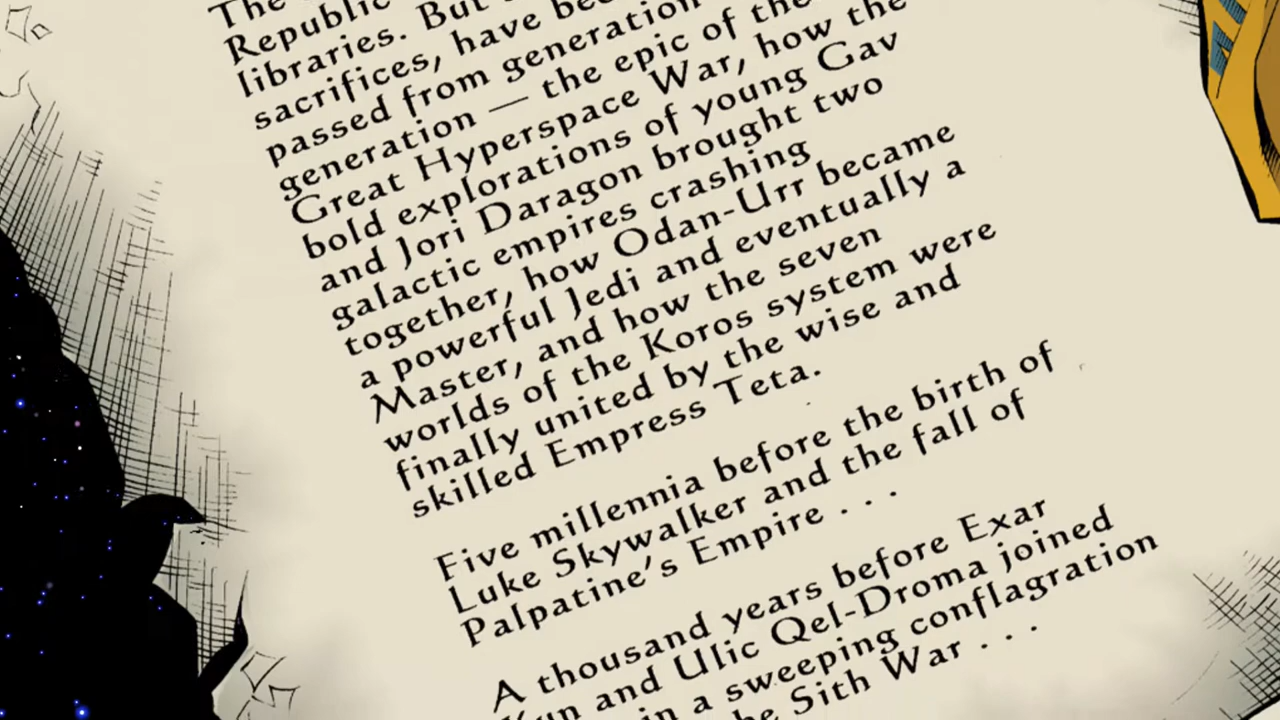 The
Republic
libraries. But
sacrifices, have
passed from generation
generation — the epic of the
Great Hyperspace War, how the
bold explorations of young Gav
and Jori Daragon brought two
galactic empires crashing
together, how Odan-Urr became
a powerful Jedi and eventually a
Master, and how the seven
worlds of the Koros system were
finally united by the wise and
skilled Empress Teta.
Five millennia before the birth of
Luke Skywalker and the fall of
Palpatine's Empire . . .
A thousand years before Exar
Kun and Ulic Qel-Droma joined
in a sweeping conflagration
the Sith War . . .